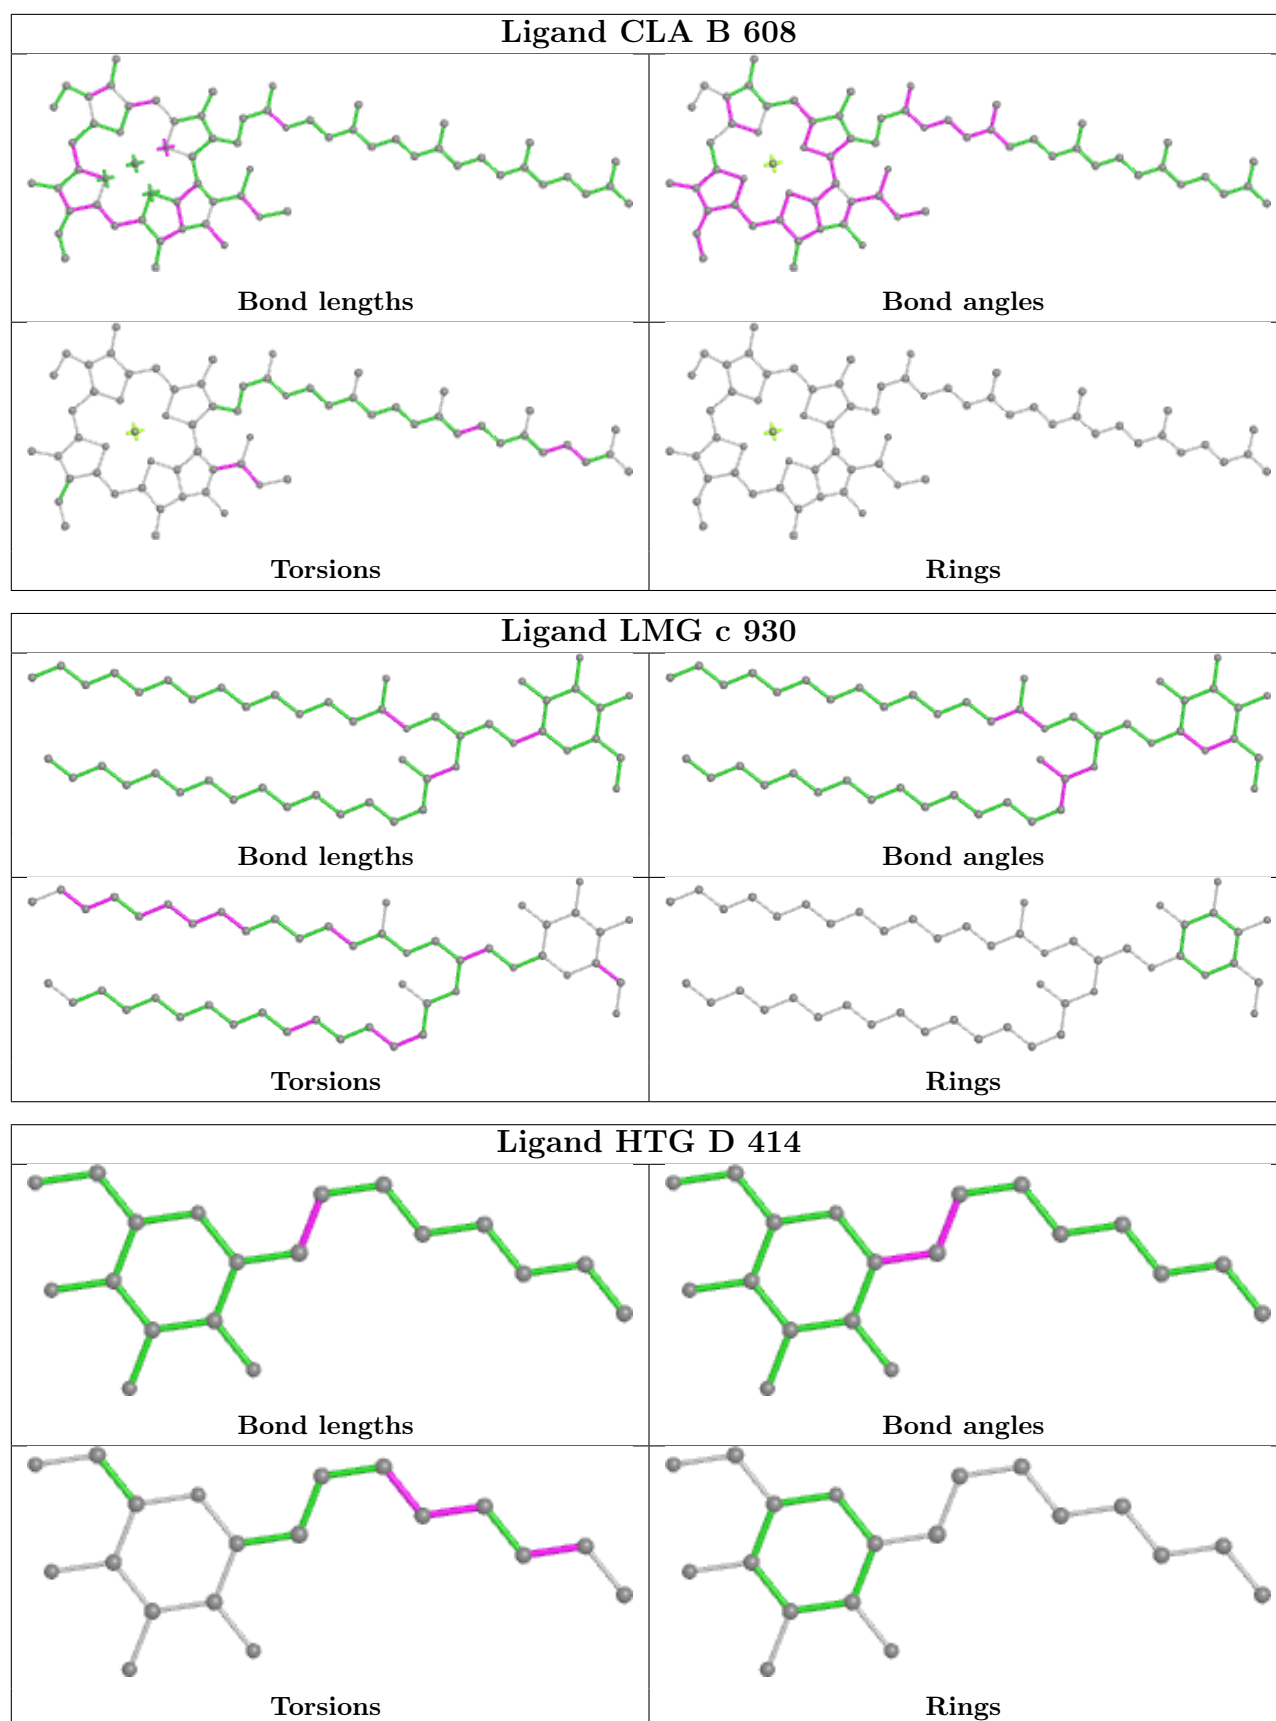 Ligand CLA B 608
Bond lengths
Bond angles
Torsions
Rings
Ligand LMG c 930
Bond lengths
Bond angles
Torsions
Rings
Ligand HTG D 414
Bond lengths
Bond angles
Torsions
Rings